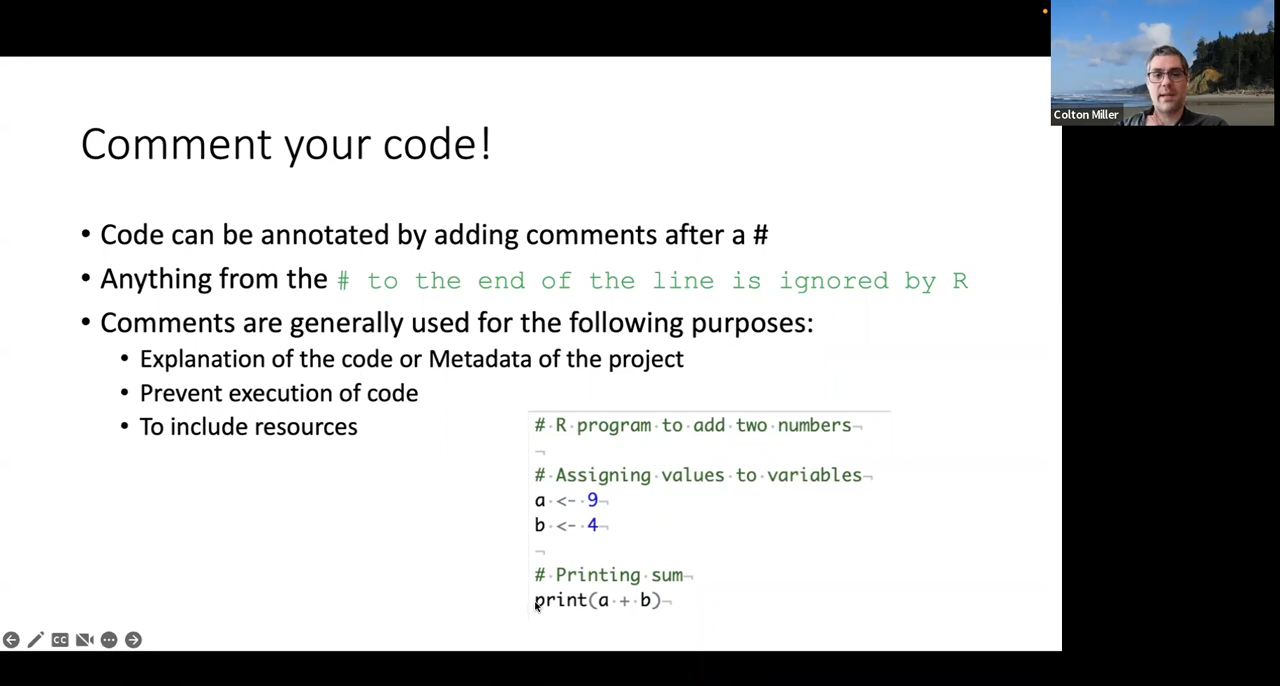 Colton Miller
Comment your code!
• Code can be annotated by adding comments after a #
• Anything from the # to the end of the line is ignored by R
• Comments are generally used for the following purposes:
• Explanation of the code or Metadata of the project
• Prevent execution of code
• To include resources
#·R·program·to·add·two·numbers¬
¬
#·Assigning·values·to·variables¬
a·<-·9¬
b·<-·4¬
¬
#·Printing·sum¬
print(a·+·b)¬
CC